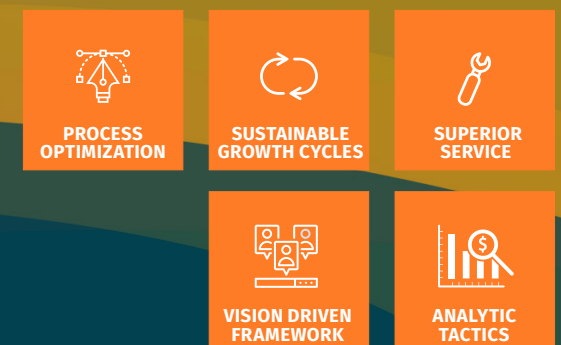 PROCESS
OPTIMIZATION
SUSTAINABLE
GROWTH CYCLES
SUPERIOR
SERVICE
VISION DRIVEN
FRAMEWORK
$
ANALYTIC
TACTICS